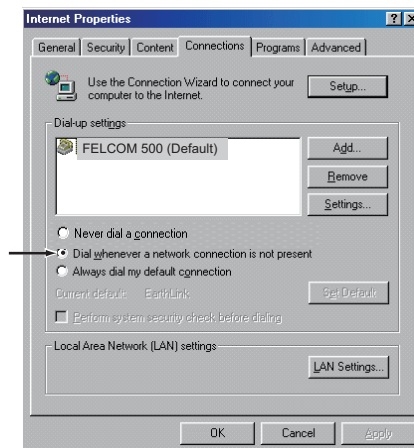 Internet Properties
General Security Content Connections Programs Advanced
Use the Connection Wizard to connect your
computer to the Internet.
Setup...
Dial-up settings
FELCOM 500 (Default)
Add...
Remove
Settings...
Never dial a connection
Dial whenever a network connection is not present
Always dial my default connection
Current default: EarthLink
Set Default
Perform system security check before dialing
Local Area Network (LAN) settings
LAN Settings...
OK Cancel Apply